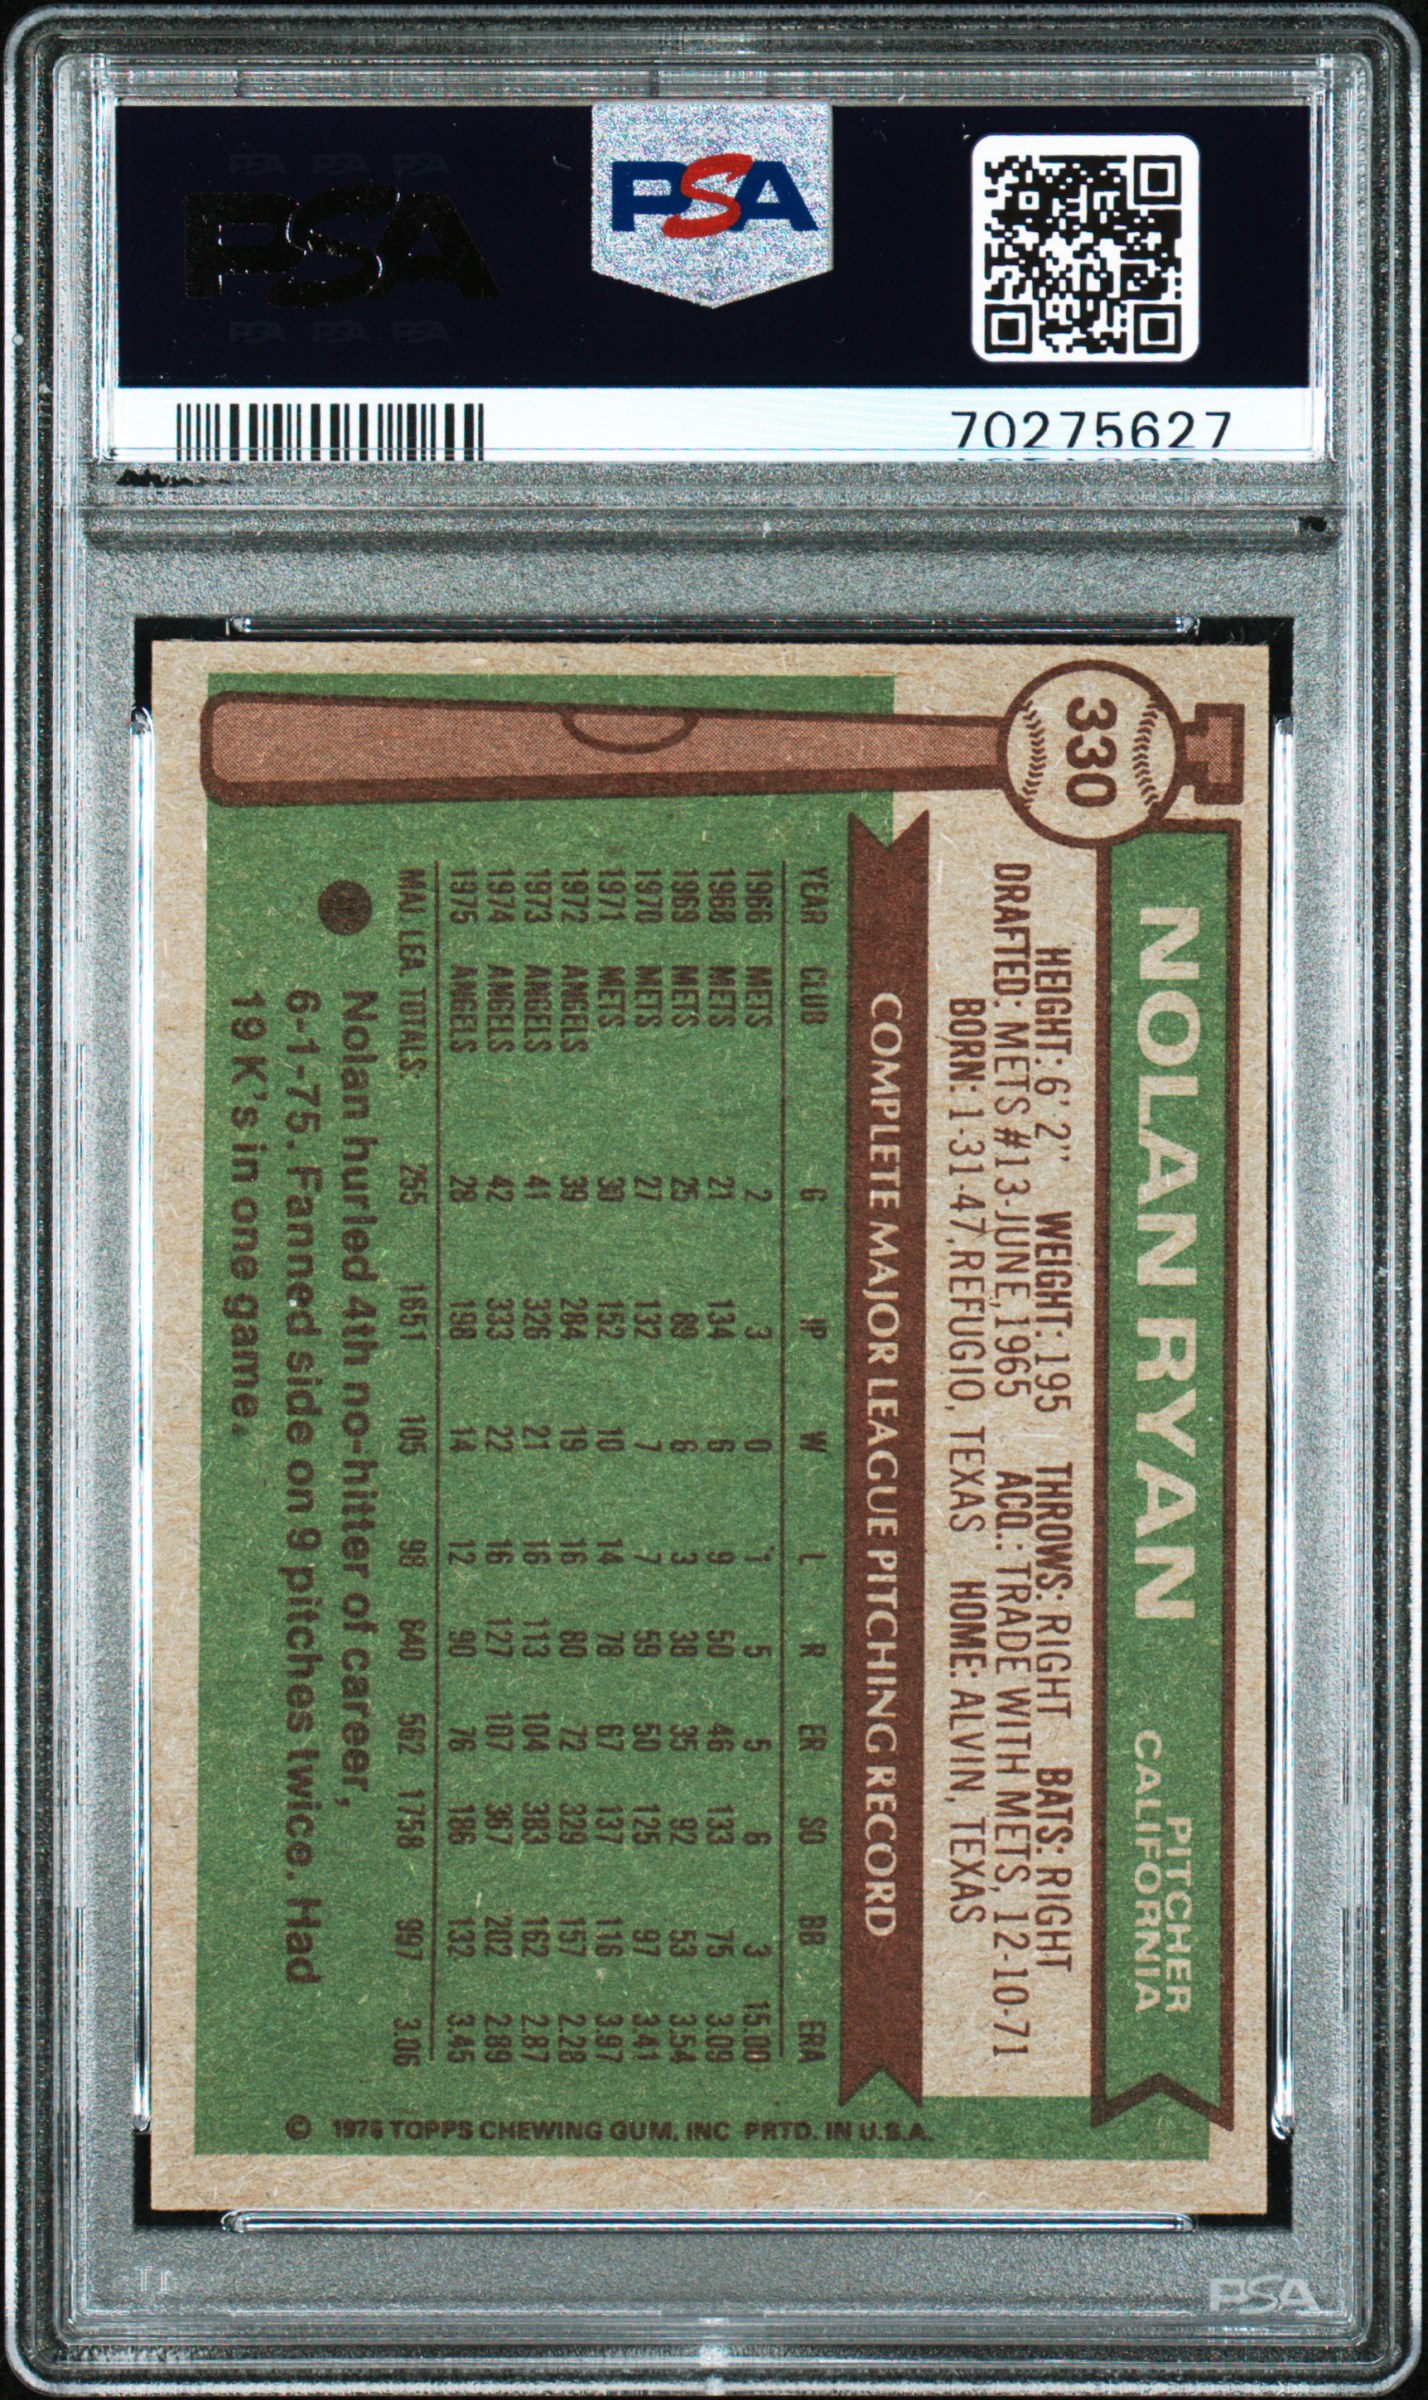 PSA PSA PSA
PSA
PSA PSA PSA
PSA
70275627
330
NOLAN RYAN PITCHER
CALIFORNIA
HEIGHT: 6' 2" WEIGHT: 195 THROWS: RIGHT BATS: RIGHT
DRAFTED: METS #13-JUNE, 1965 ACQ.: TRADE WITH METS, 12-10-71
BORN: 1-31-47, REFUGIO, TEXAS HOME: ALVIN, TEXAS
COMPLETE MAJOR LEAGUE PITCHING RECORD
YEAR CLUB G IP W L R ER SO BB ERA
1966 METS 2 3 0 1 5 5 6 3 15.00
1968 METS 21 134 6 9 50 46 133 75 3.09
1969 METS 25 89 6 3 38 35 92 53 3.54
1970 METS 27 132 7 7 59 50 125 97 3.41
1971 METS 30 152 10 14 78 67 137 116 3.97
1972 ANGELS 39 284 19 16 80 72 329 157 2.28
1973 ANGELS 41 326 21 16 113 104 383 162 2.87
1974 ANGELS 42 333 22 16 127 107 367 202 2.89
1975 ANGELS 28 198 14 12 90 76 186 132 3.45
MAJ. LEA. TOTALS: 255 1651 105 98 640 562 1758 997 3.06
Nolan hurled 4th no-hitter of career,
6-1-75. Fanned side on 9 pitches twice. Had
19 K's in one game.
© 1976 TOPPS CHEWING GUM, INC PRTD. IN U.S.A.
PSA